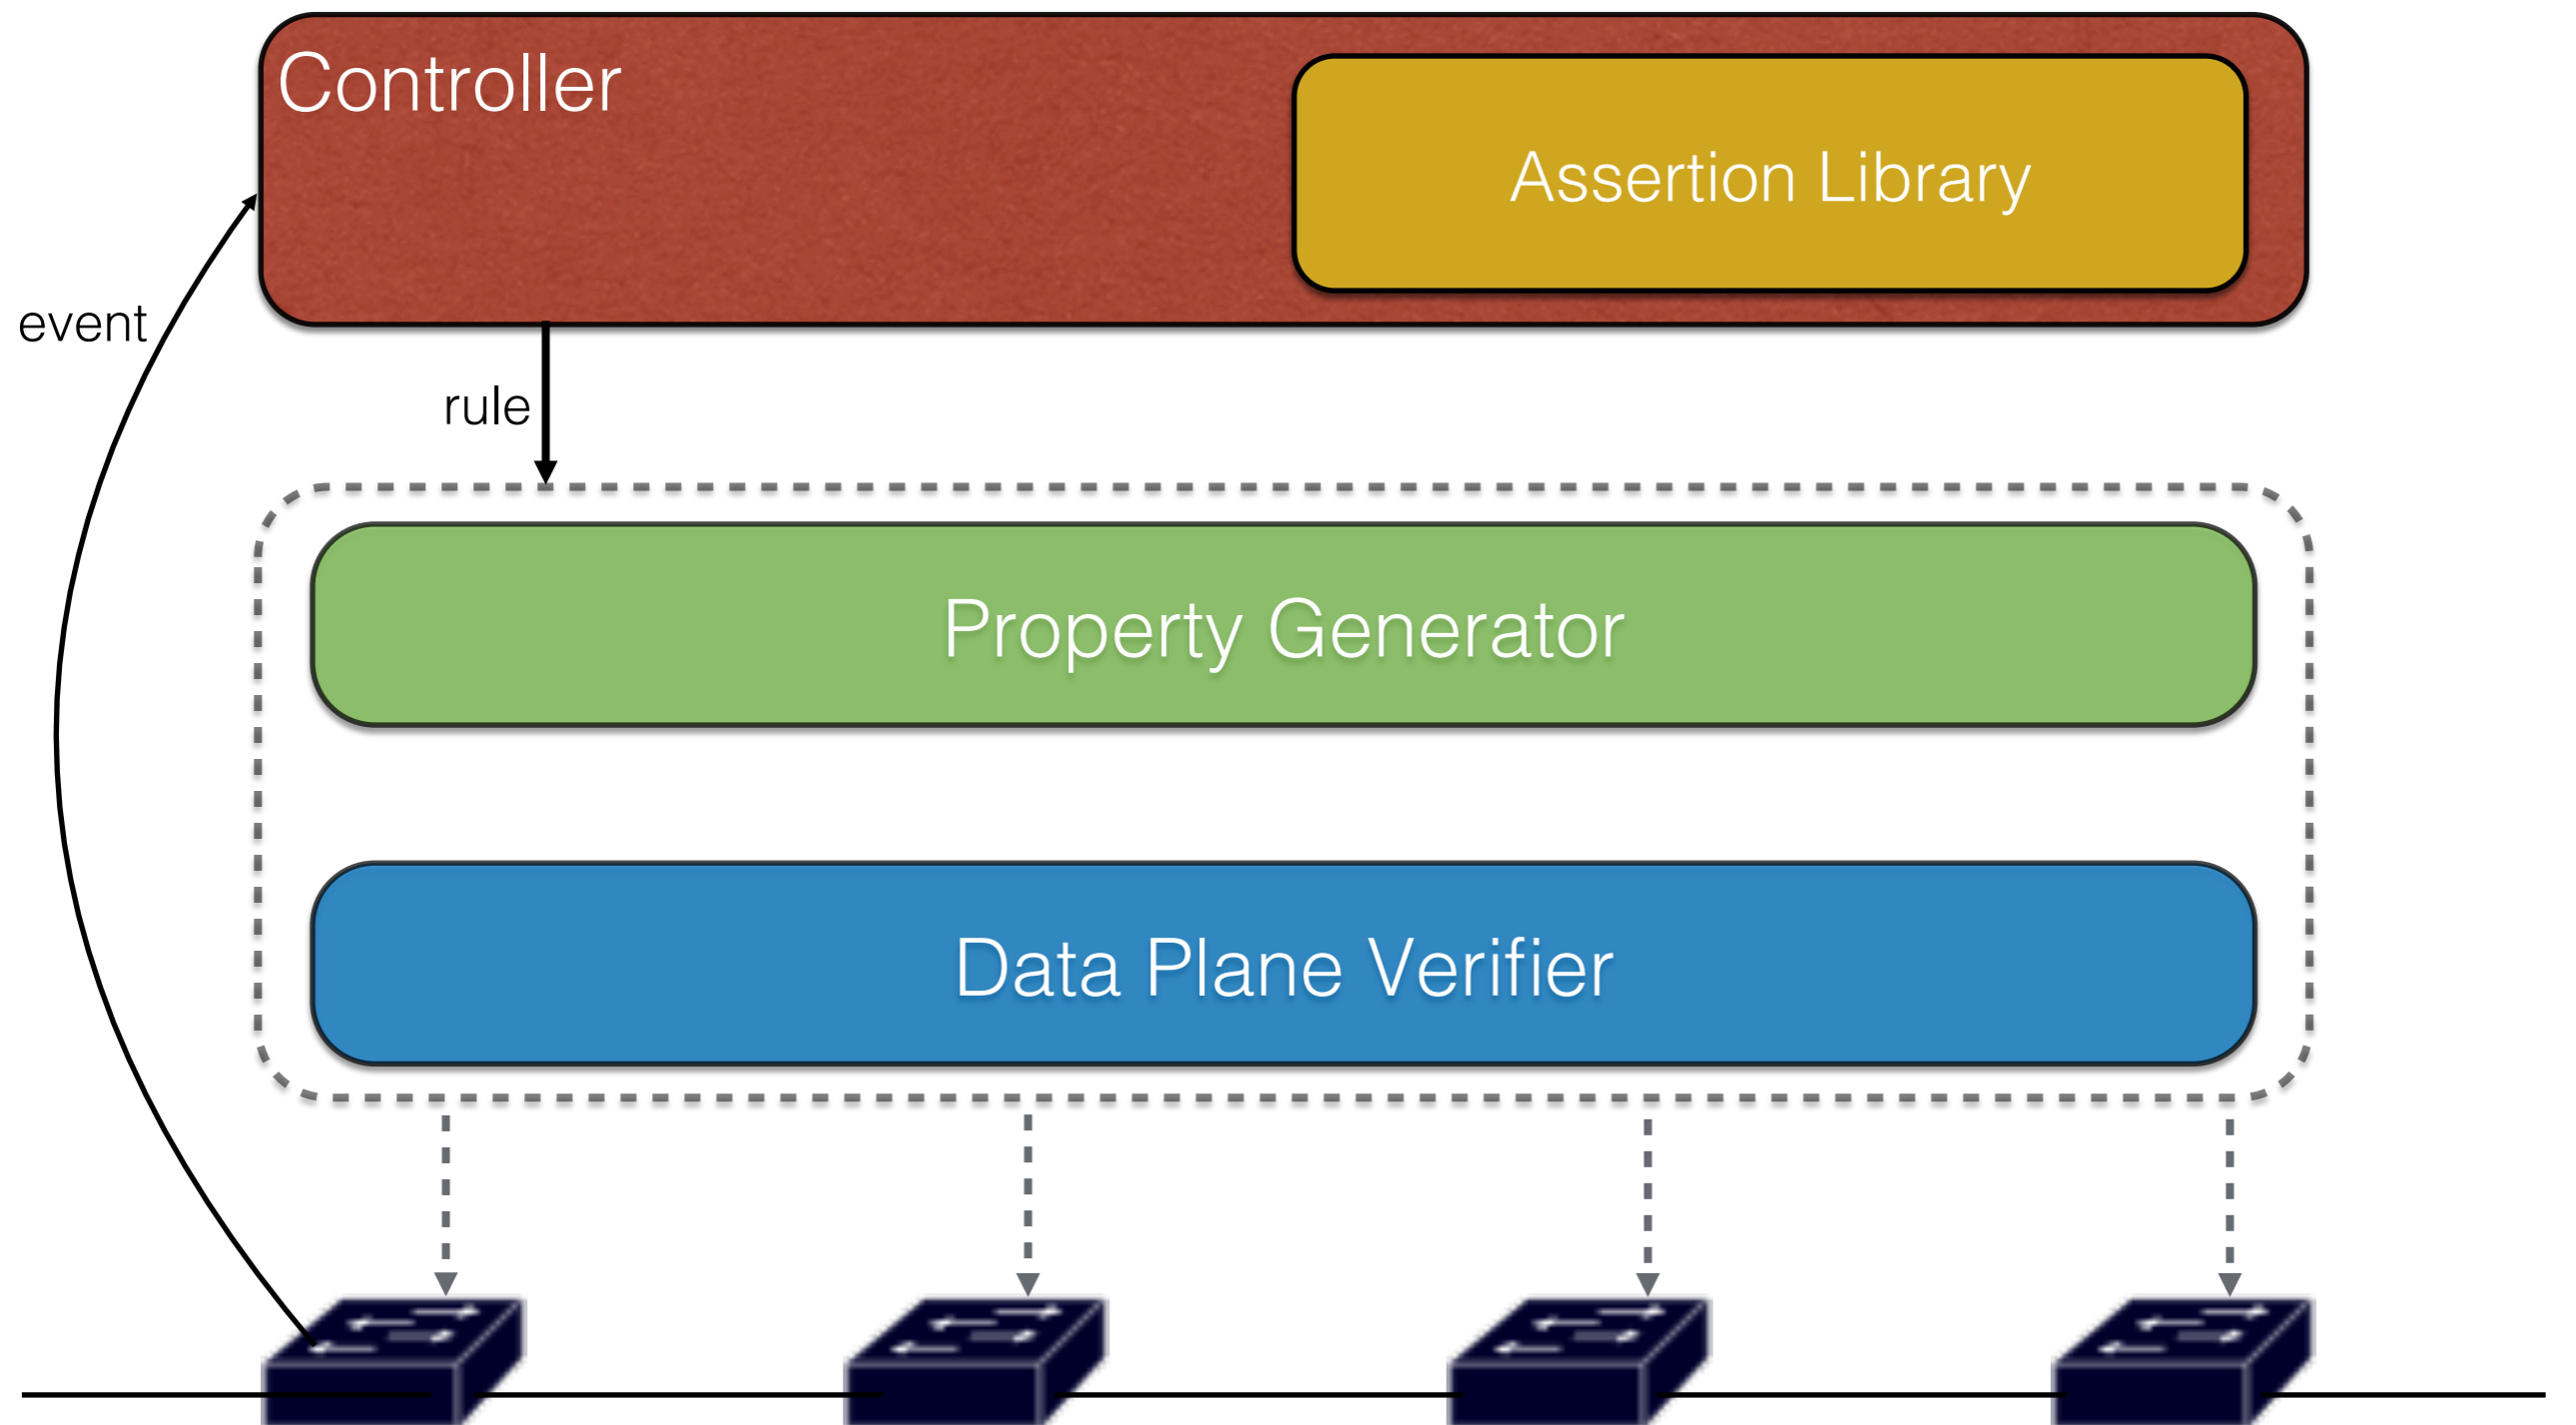 Controller
Assertion Library
event
rule
Property Generator
Data Plane Verifier